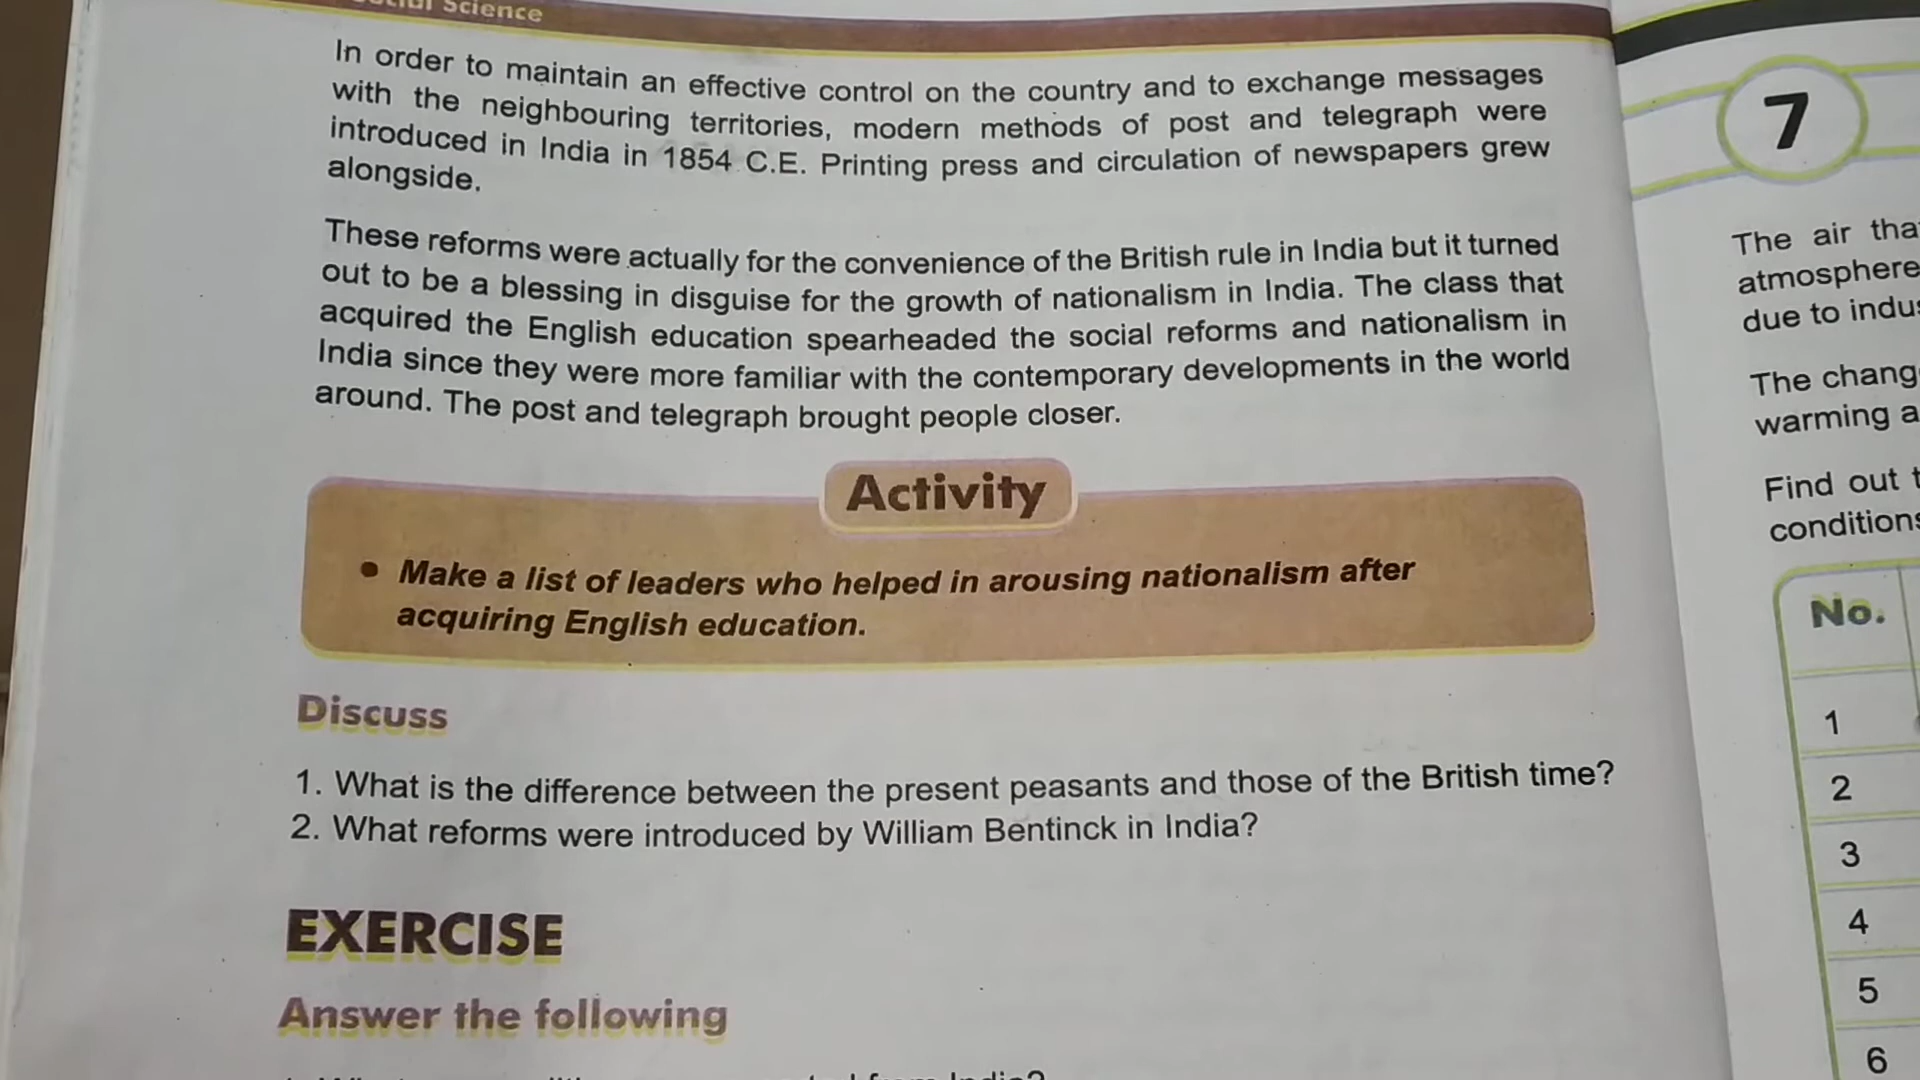 Science
In order to maintain an effective control on the country and to exchange messages
with the neighbouring territories, modern methods of post and telegraph were
introduced in India in 1854 C.E. Printing press and circulation of newspapers grew
alongside.
These reforms were actually for the convenience of the British rule in India but it turned
out to be a blessing in disguise for the growth of nationalism in India. The class that
acquired the English education spearheaded the social reforms and nationalism in
India since they were more familiar with the contemporary developments in the world
around. The post and telegraph brought people closer.
Activity
• Make a list of leaders who helped in arousing nationalism after
acquiring English education.
Discuss
1. What is the difference between the present peasants and those of the British time?
2. What reforms were introduced by William Bentinck in India?
EXERCISE
Answer the following
7
The air
atmosphere
due to
The
warming
Find out
conditions
No.
1
2
3
4
5
6